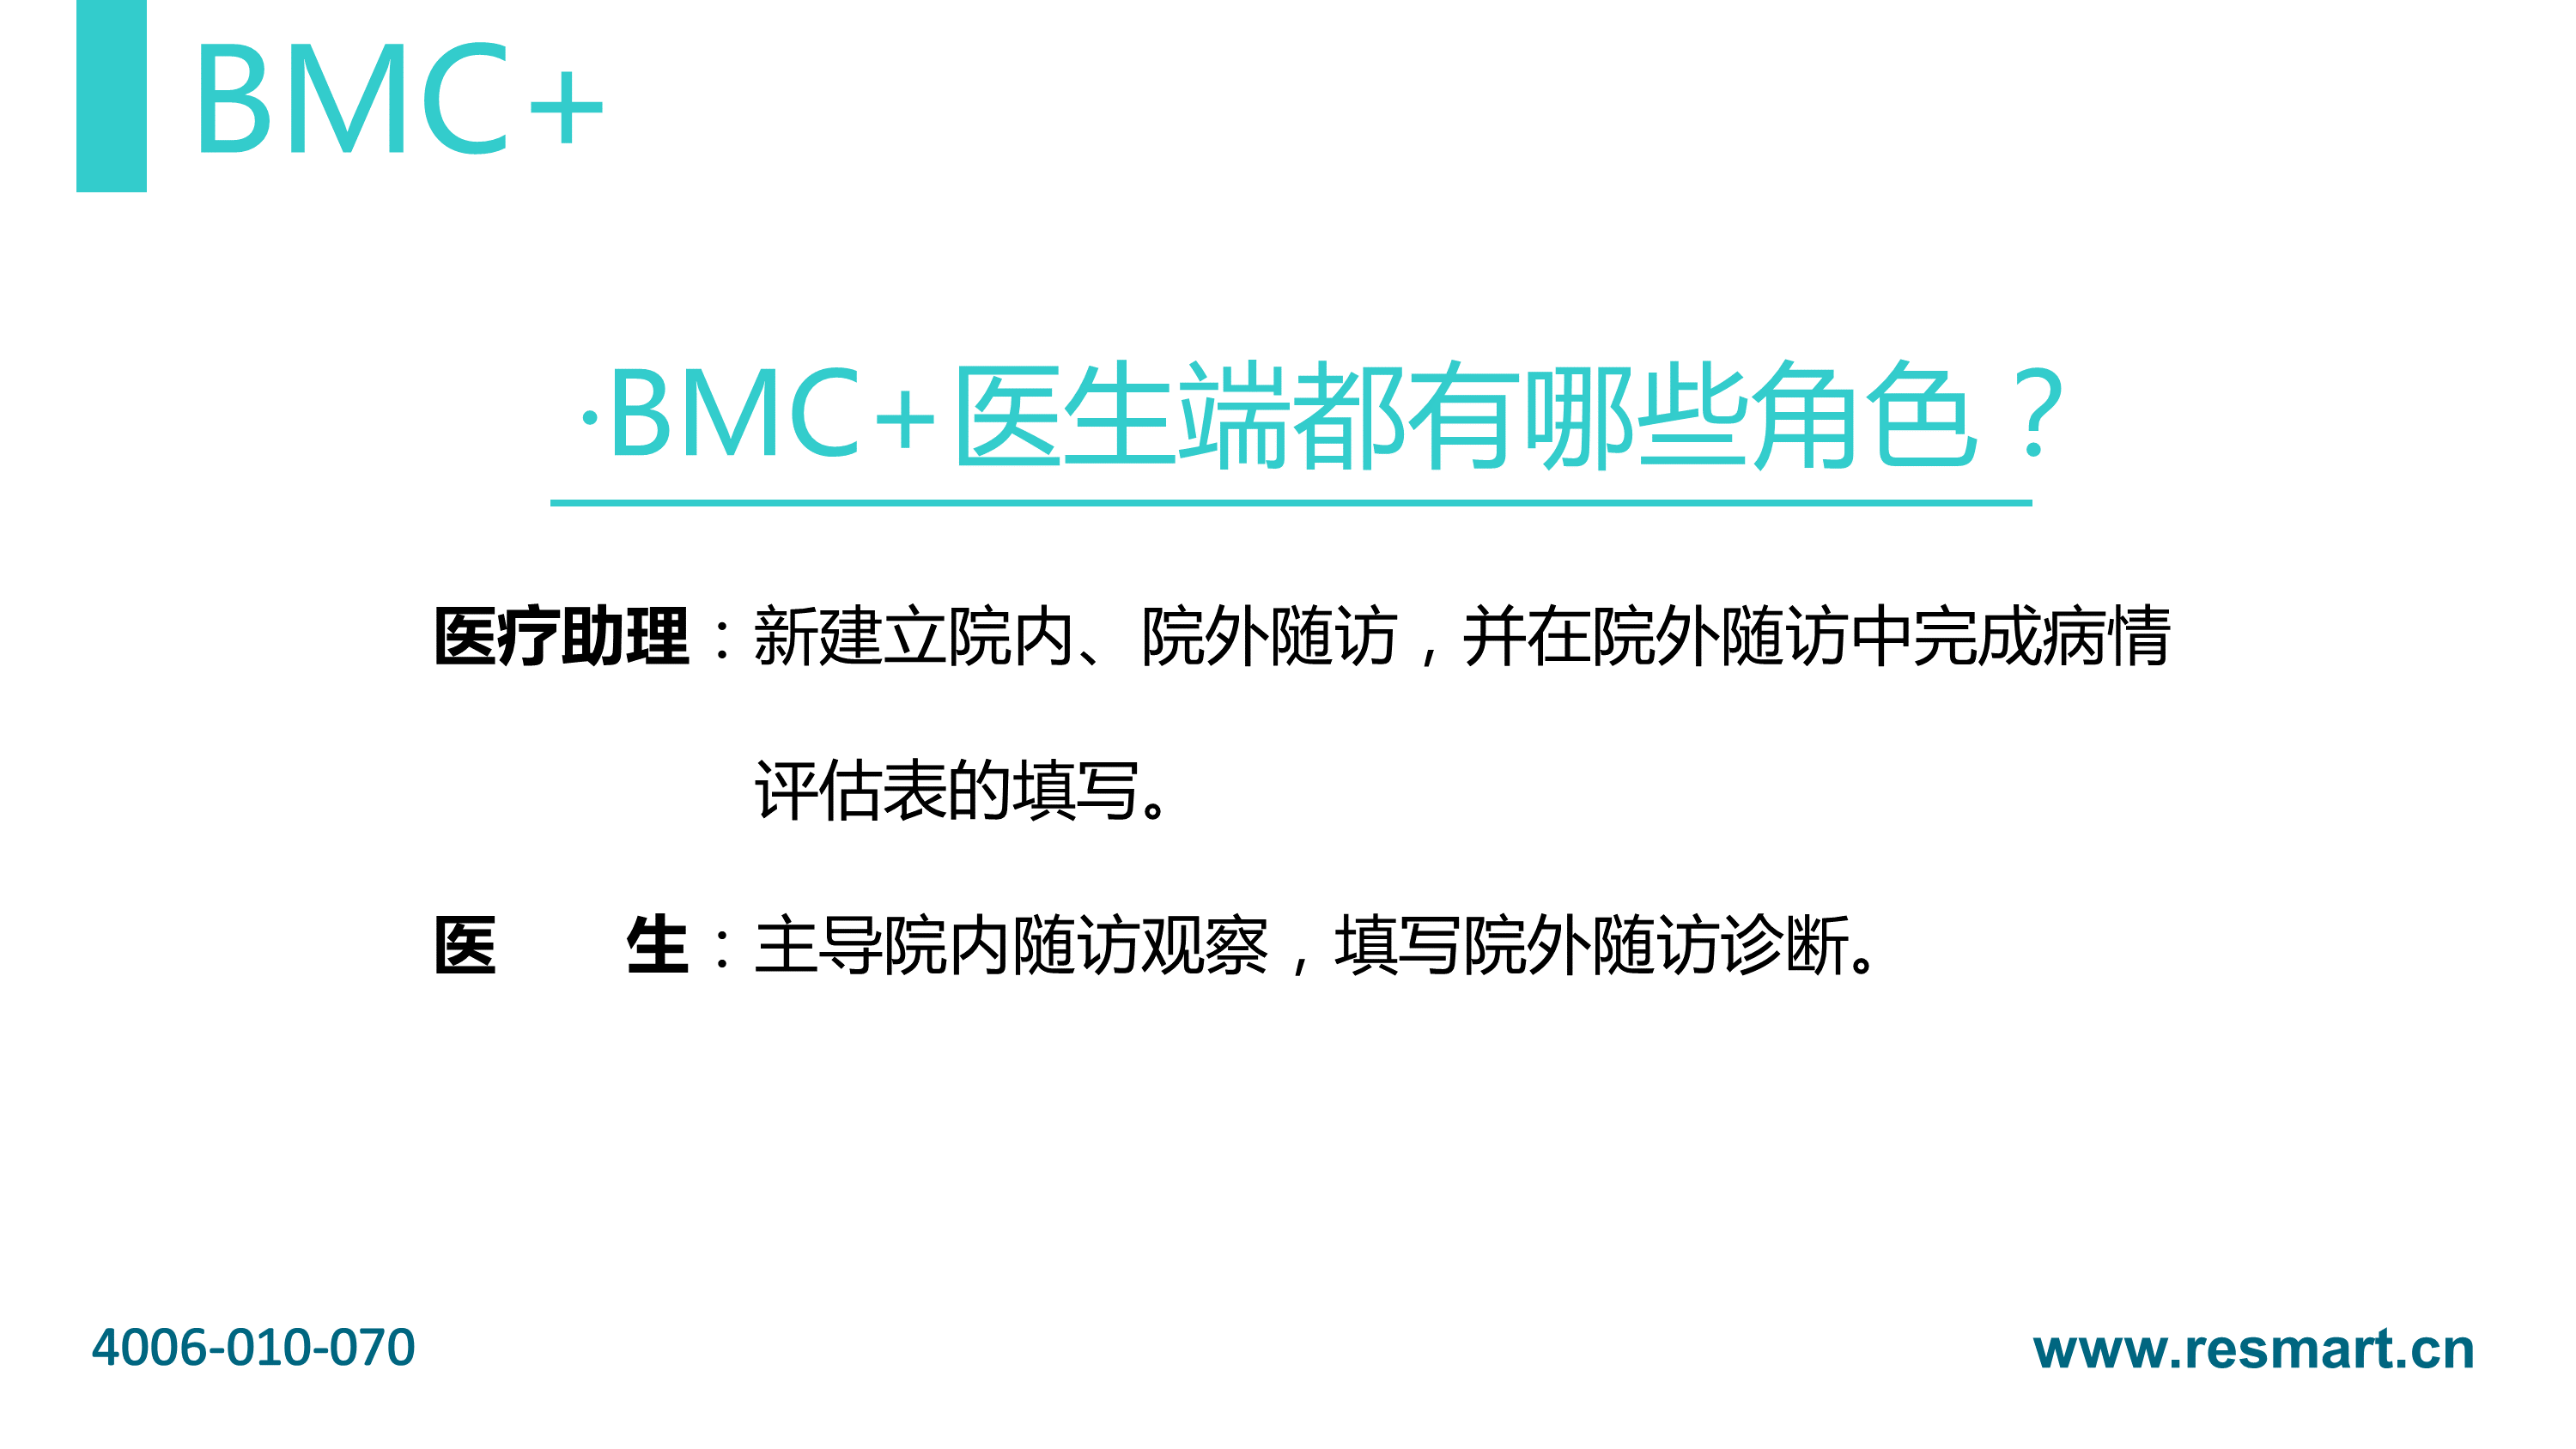 BMC+
·BMC+医生端都有哪些角色？
医疗助理：新建立院内、院外随访，并在院外随访中完成病情
评估表的填写。
医　　生：主导院内随访观察，填写院外随访诊断。
4006-010-070
www.resmart.cn